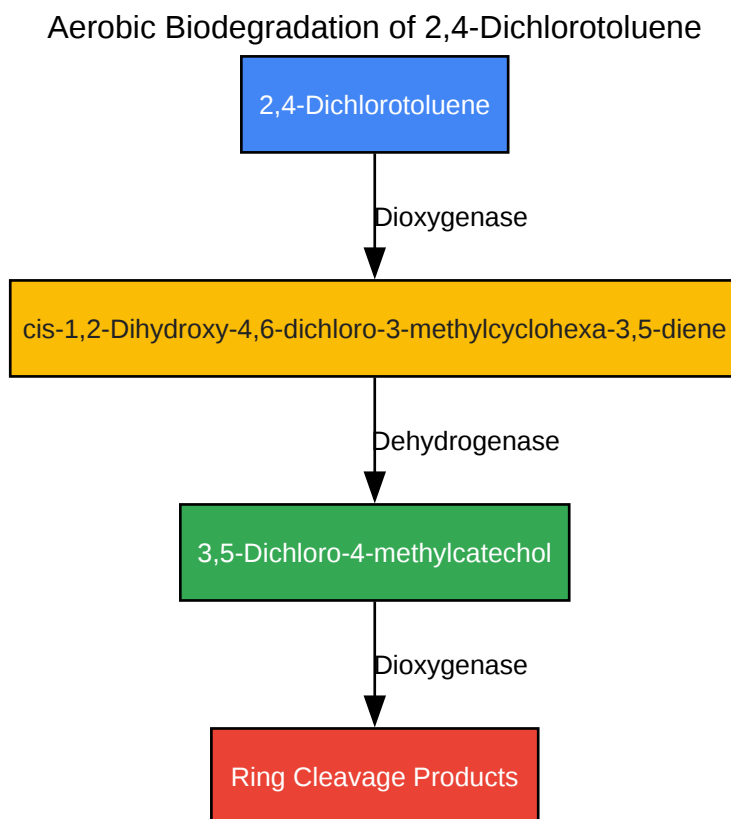 Aerobic Biodegradation of 2,4-Dichlorotoluene
2,4-Dichlorotoluene
Dioxygenase
cis-1,2-Dihydroxy-4,6-dichloro-3-methylcyclohexa-3,5-diene
Dehydrogenase
3,5-Dichloro-4-methylcatechol
Dioxygenase
Ring Cleavage Products